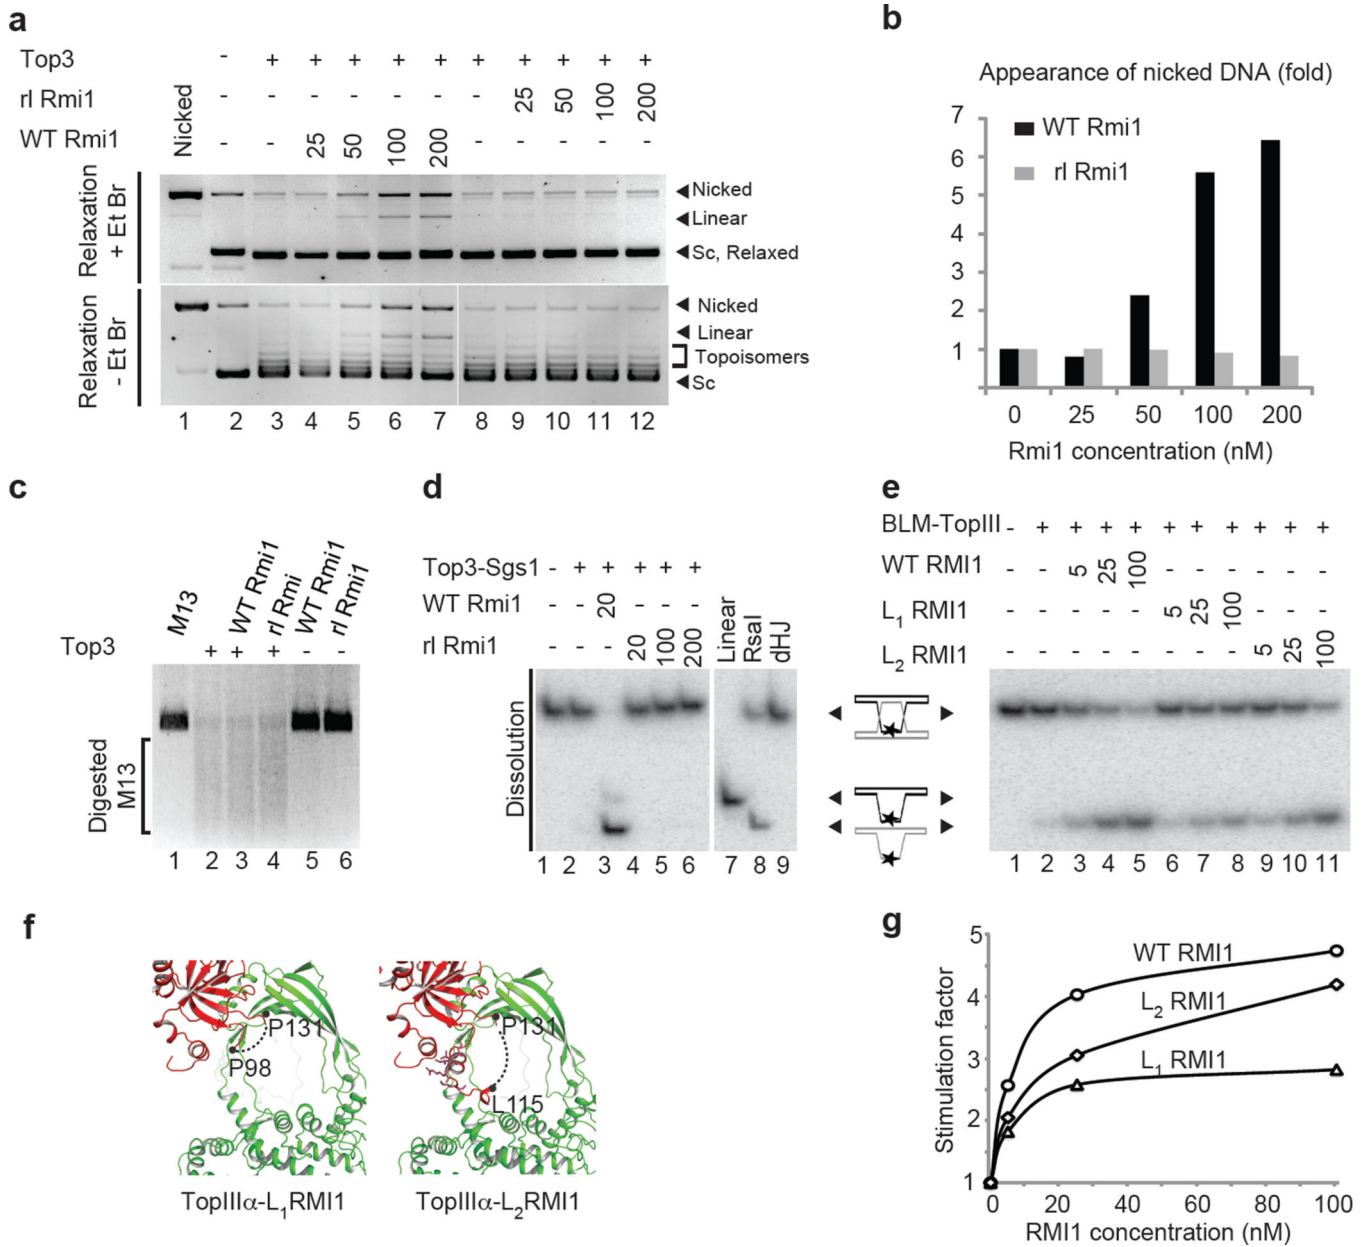 a
Top3 - + + + + + + + + + +
rl Rmi1 - - - - - - - 25 50 100 200
WT Rmi1 - - 25 50 100 200 - - - - -
Nicked
Relaxation + Et Br
Nicked
Linear
Sc, Relaxed
Relaxation - Et Br
Nicked
Linear
Topoisomers
Sc
1 2 3 4 5 6 7 8 9 10 11 12
b
Appearance of nicked DNA (fold)
7
6
5
4
3
2
1
WT Rmi1
rl Rmi1
0 25 50 100 200
Rmi1 concentration (nM)
c
M13
WT Rmi1
rl Rmi
WT Rmi1
rl Rmi1
Top3 + + + - -
Digested M13
1 2 3 4 5 6
d
Top3-Sgs1 - + + + + +
WT Rmi1 - - 20 - - -
rl Rmi1 - - - 20 100 200
Linear
RsaI
dHJ
Dissolution
1 2 3 4 5 6 7 8 9
e
BLM-TopIII - + + + + + + + + + +
WT RMI1 - - 5 25 100 - - - - - -
L1 RMI1 - - - - - 5 25 100 - - -
L2 RMI1 - - - - - - - - 5 25 100
1 2 3 4 5 6 7 8 9 10 11
f
P131
P98
TopIIIα-L1RMI1
P131
L115
TopIIIα-L2RMI1
g
Stimulation factor
5
4
3
2
1
WT RMI1
L2 RMI1
L1 RMI1
0 20 40 60 80 100
RMI1 concentration (nM)